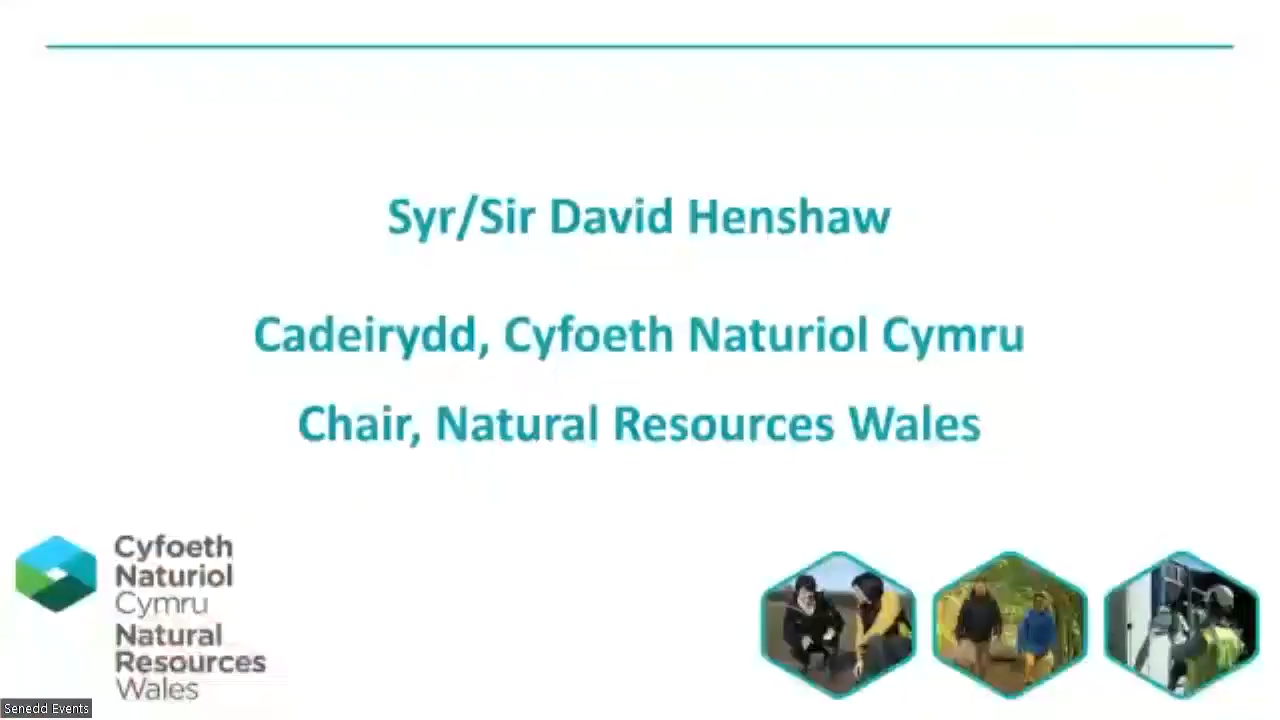 Syr/Sir David Henshaw
Cadeirydd, Cyfoeth Naturiol Cymru
Chair, Natural Resources Wales
Cyfoeth
Naturiol
Cymru
Natural
Resources
Wales
Senedd Events